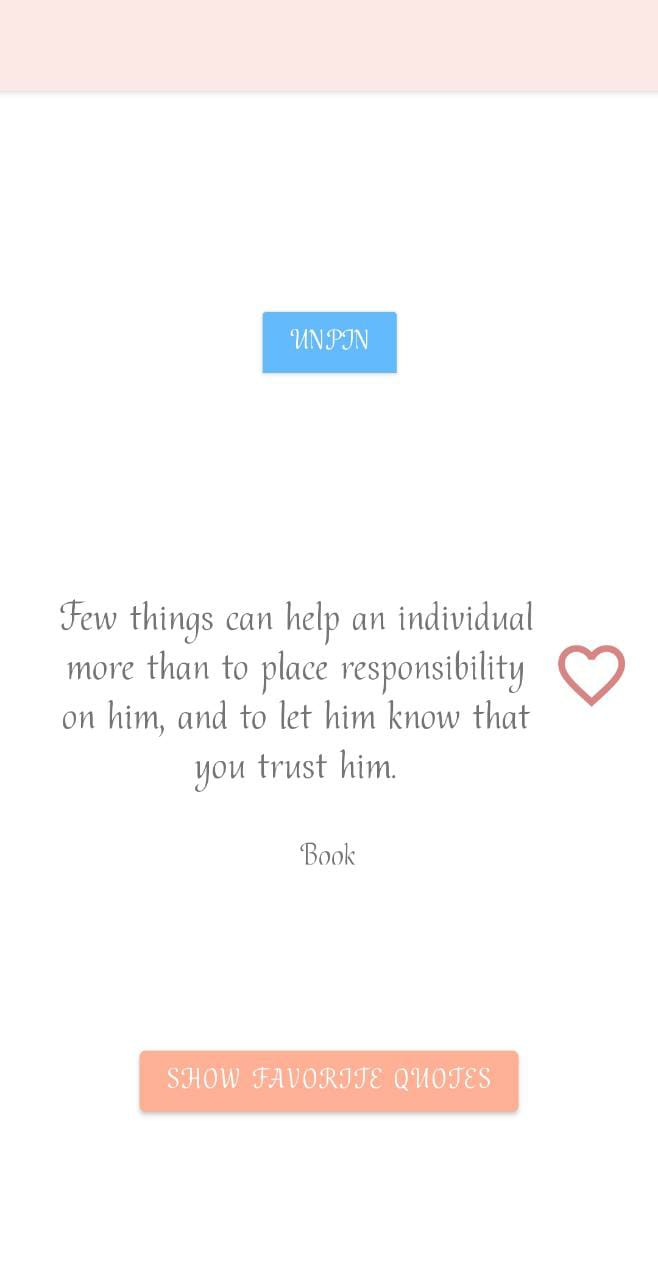 UNPIN
Few things can help an individual
more than to place responsibility
on him, and to let him know that
you trust him.
Book
SHOW FAVORITE QUOTES